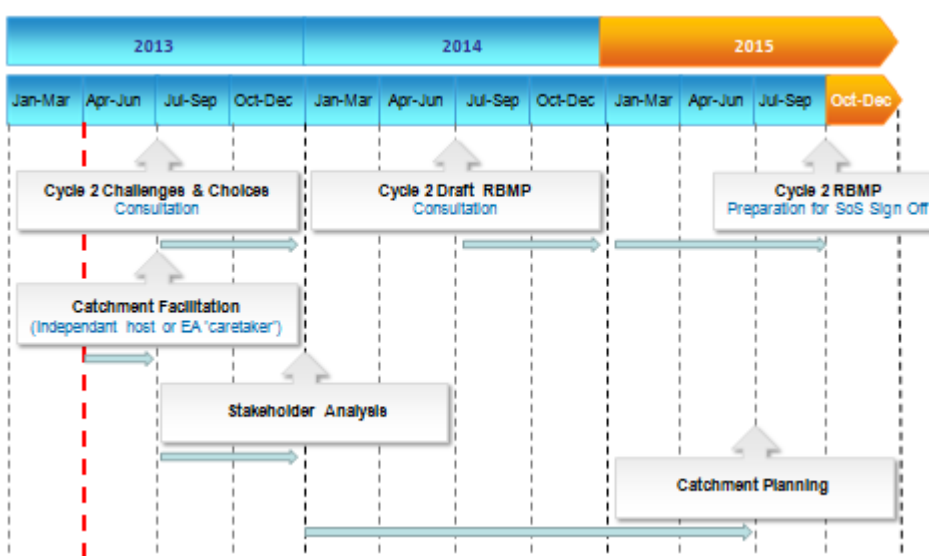 2013
2014
2015
Jan-Mar
Apr-Jun
Jul-Sep
Oct-Dec
Jan-Mar
Apr-Jun
Jul-Sep
Oct-Dec
Jan-Mar
Apr-Jun
Jul-Sep
Oct-Dec
Cycle 2 Challenges & Choices
Consultation
Cycle 2 Draft RBMP
Consultation
Cycle 2 RBMP
Preparation for SoS Sign Off
Catchment Facilitation
(Independant host or EA "caretaker")
Stakeholder Analysis
Catchment Planning